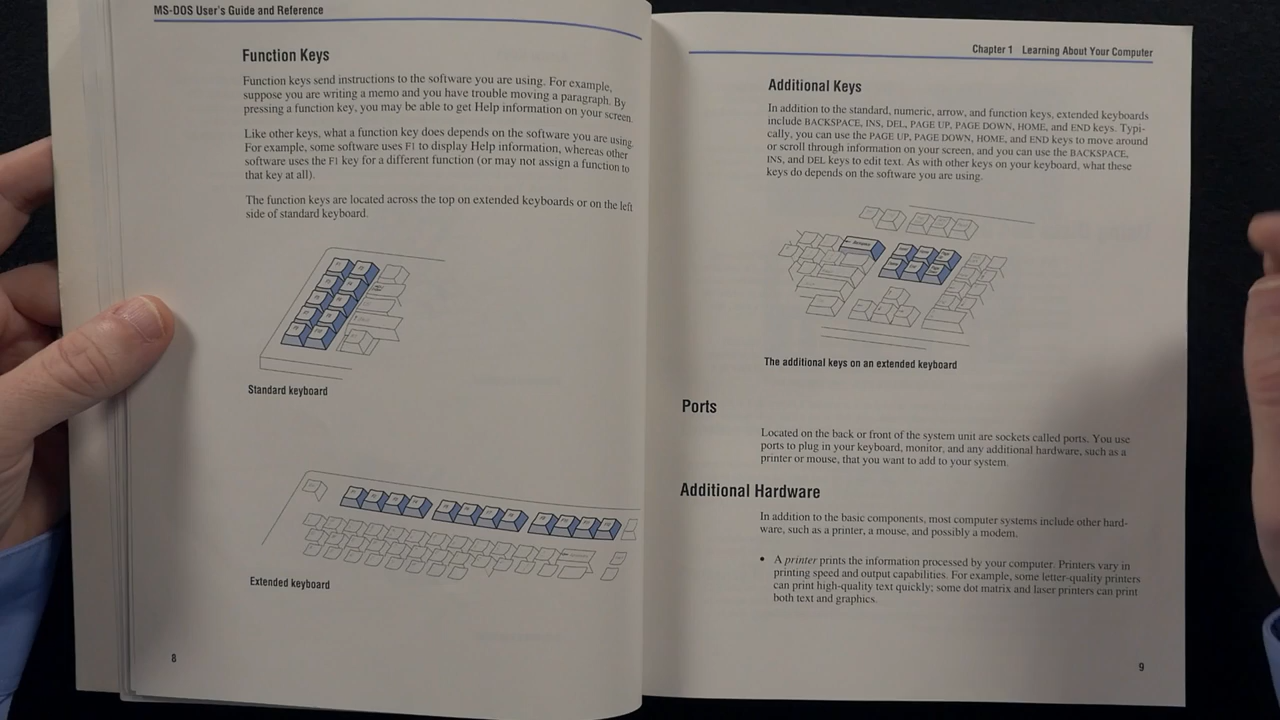 MS-DOS User's Guide and Reference
Function Keys
Function keys send instructions to the software you are using. For example,
suppose you are writing a memo and you have trouble moving a paragraph. By
pressing a function key, you may be able to get Help information on your screen.
Like other keys, what a function key does depends on the software you are using.
For example, some software uses F1 to display Help information, whereas other
software uses the F1 key for a different function (or may not assign a function to
that key at all).
The function keys are located across the top on extended keyboards or on the left
side of standard keyboard.
Standard keyboard
Extended keyboard
8
Chapter 1 Learning About Your Computer
Additional Keys
In addition to the standard, numeric, arrow, and function keys, extended keyboards
include BACKSPACE, INS, DEL, PAGE UP, PAGE DOWN, HOME, and END keys. Typi-
cally, you can use the PAGE UP, PAGE DOWN, HOME, and END keys to move around
or scroll through information on your screen, and you can use the BACKSPACE,
INS, and DEL keys to edit text. As with other keys on your keyboard, what these
keys do depends on the software you are using.
The additional keys on an extended keyboard
Ports
Located on the back or front of the system unit are sockets called ports. You use
ports to plug in your keyboard, monitor, and any additional hardware, such as a
printer or mouse, that you want to add to your system.
Additional Hardware
In addition to the basic components, most computer systems include other hard-
ware, such as a printer, a mouse, and possibly a modem.
• A printer prints the information processed by your computer. Printers vary in
printing speed and output capabilities. For example, some letter-quality printers
can print high-quality text quickly; some dot matrix and laser printers can print
both text and graphics.
9